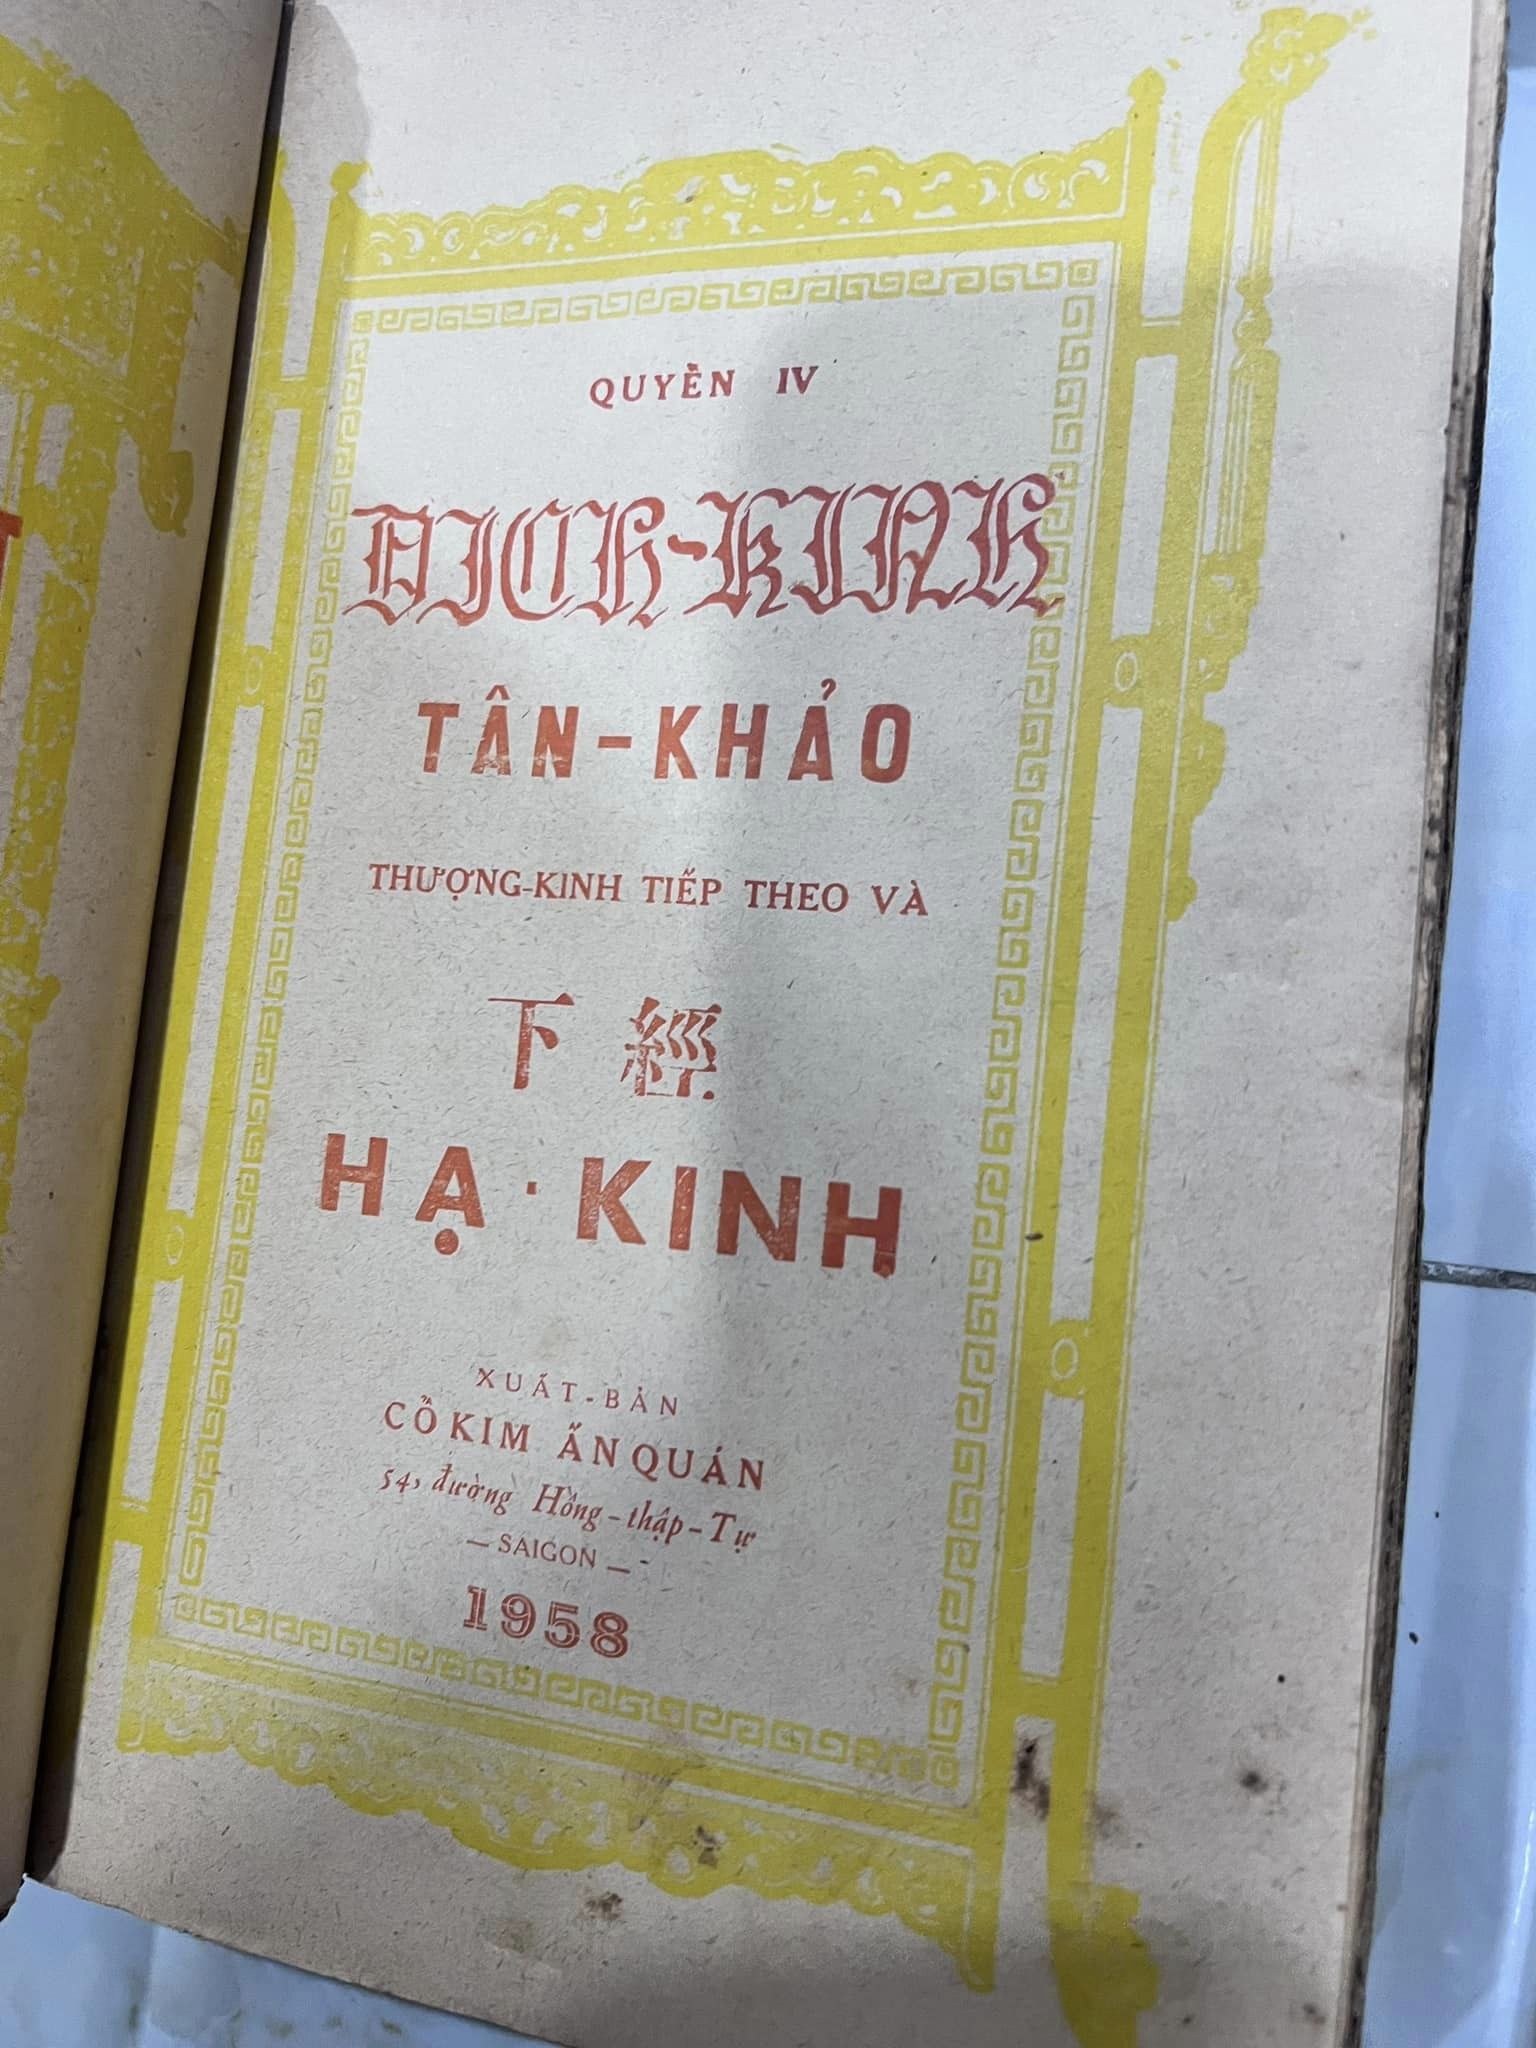 QUYỂN IV
DỊCH-KINH
TÂN-KHẢO
THƯỢNG-KINH TIẾP THEO VÀ
下 經
HẠ-KINH
XUẤT-BẢN
CỔ KIM ẤN QUÁN
54, đường Hồng-thập-Tự
— SAIGON —
1958